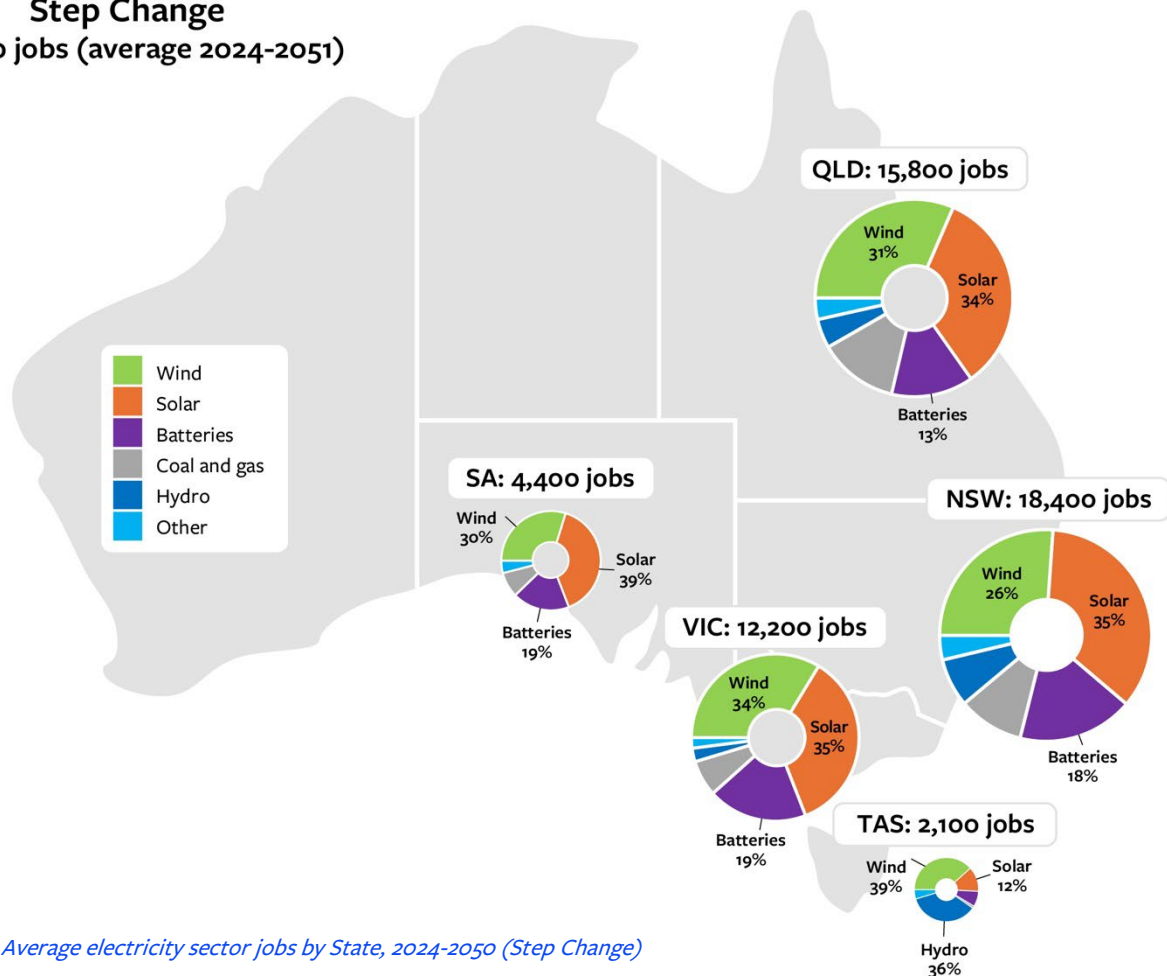 Step Change
jobs (average 2024-2051)
QLD: 15,800 jobs
Wind
31%
Solar
34%
Batteries
13%
Wind
Solar
Batteries
Coal and gas
Hydro
Other
SA: 4,400 jobs
Wind
30%
Solar
39%
Batteries
19%
NSW: 18,400 jobs
Wind
26%
Solar
35%
Batteries
18%
VIC: 12,200 jobs
Wind
34%
Solar
35%
Batteries
19%
TAS: 2,100 jobs
Wind
39%
Solar
12%
Hydro
36%
Average electricity sector jobs by State, 2024-2050 (Step Change)